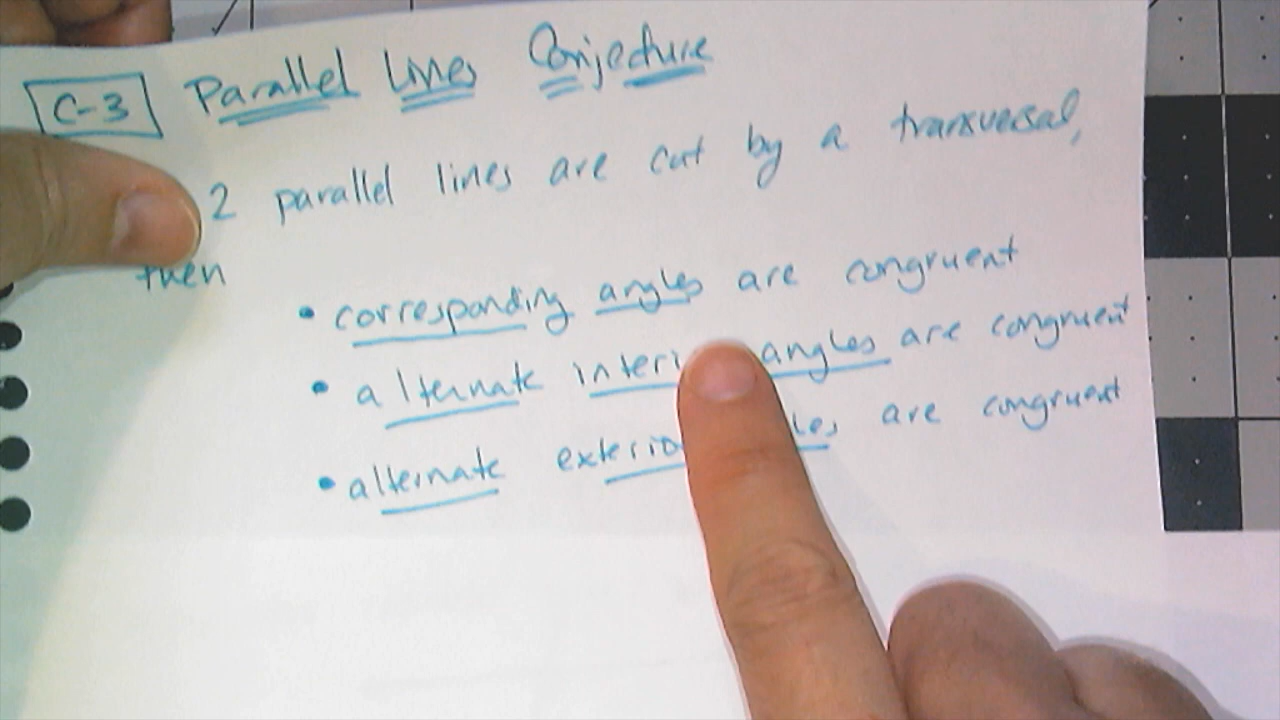 C-3 Parallel Lines Conjecture
2 parallel lines are cut by a transversal,
then
• corresponding angles are congruent
• alternate interi angles are congruent
• alternate exterio les are congruent